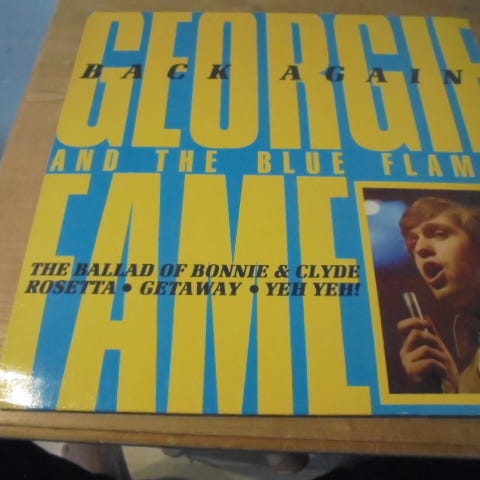 GEORGIE
BACK AGAIN
AND THE BLUE FLAM
FAME
THE BALLAD OF BONNIE & CLYDE
ROSETTA • GETAWAY • YEH YEH!